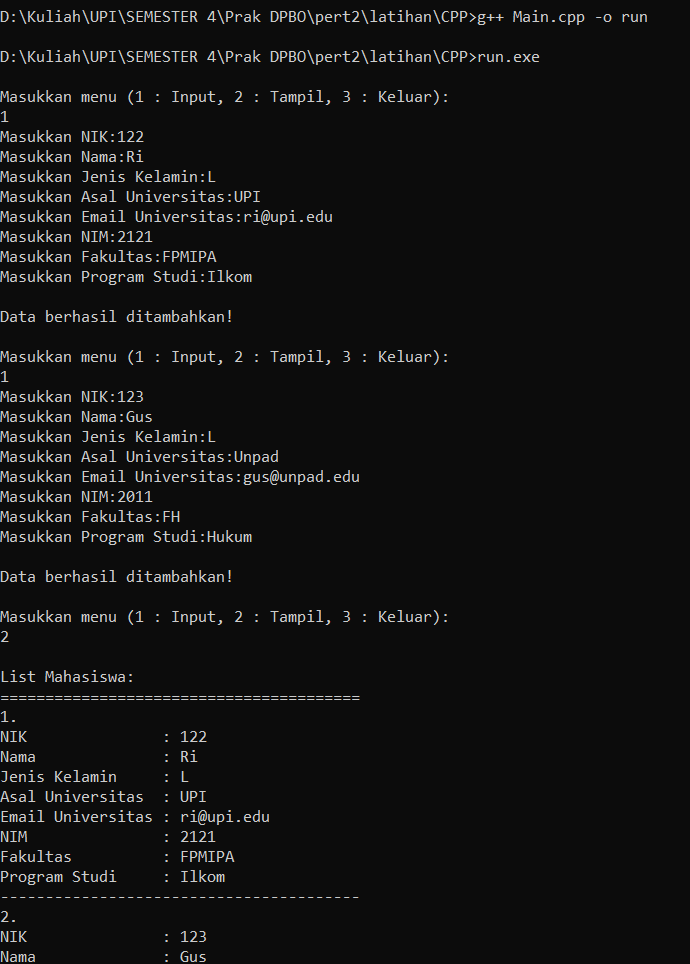 D:\Kuliah\UPI\SEMESTER 4\Prak DPBO\pert2\latihan\CPP>g++ Main.cpp -o run
D:\Kuliah\UPI\SEMESTER 4\Prak DPBO\pert2\latihan\CPP>run.exe
Masukkan menu (1 : Input, 2 : Tampil, 3 : Keluar):
1
Masukkan NIK:122
Masukkan Nama:Ri
Masukkan Jenis Kelamin:L
Masukkan Asal Universitas:UPI
Masukkan Email Universitas:ri@upi.edu
Masukkan NIM:2121
Masukkan Fakultas:FPMIPA
Masukkan Program Studi:Ilkom
Data berhasil ditambahkan!
Masukkan menu (1 : Input, 2 : Tampil, 3 : Keluar):
1
Masukkan NIK:123
Masukkan Nama:Gus
Masukkan Jenis Kelamin:L
Masukkan Asal Universitas:Unpad
Masukkan Email Universitas:gus@unpad.edu
Masukkan NIM:2011
Masukkan Fakultas:FH
Masukkan Program Studi:Hukum
Data berhasil ditambahkan!
Masukkan menu (1 : Input, 2 : Tampil, 3 : Keluar):
2
List Mahasiswa:
========================================
1.
NIK               : 122
Nama              : Ri
Jenis Kelamin     : L
Asal Universitas  : UPI
Email Universitas : ri@upi.edu
NIM               : 2121
Fakultas          : FPMIPA
Program Studi     : Ilkom
----------------------------------------
2.
NIK               : 123
Nama              : Gus